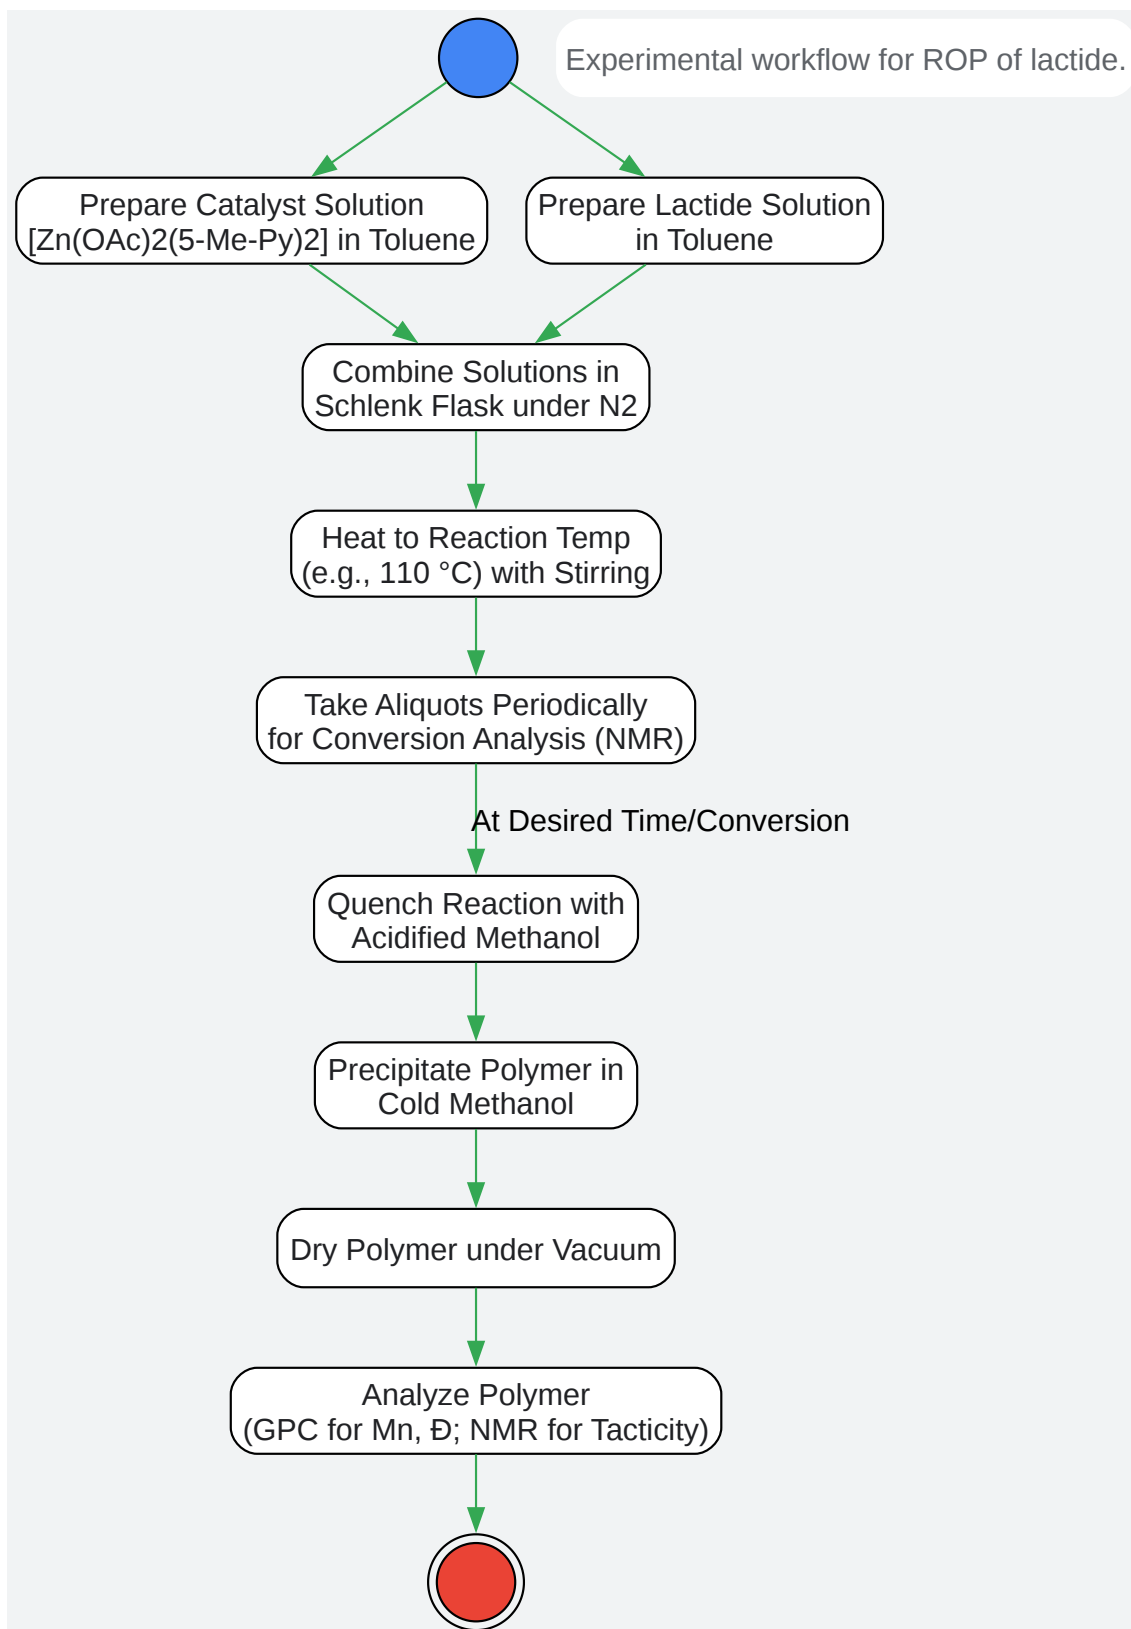 Experimental workflow for ROP of lactide.
Prepare Catalyst Solution
[Zn(OAc)2(5-Me-Py)2] in Toluene
Prepare Lactide Solution
in Toluene
Combine Solutions in
Schlenk Flask under N2
Heat to Reaction Temp
(e.g., 110 °C) with Stirring
Take Aliquots Periodically
for Conversion Analysis (NMR)
At Desired Time/Conversion
Quench Reaction with
Acidified Methanol
Precipitate Polymer in
Cold Methanol
Dry Polymer under Vacuum
Analyze Polymer
(GPC for Mn, Đ; NMR for Tacticity)